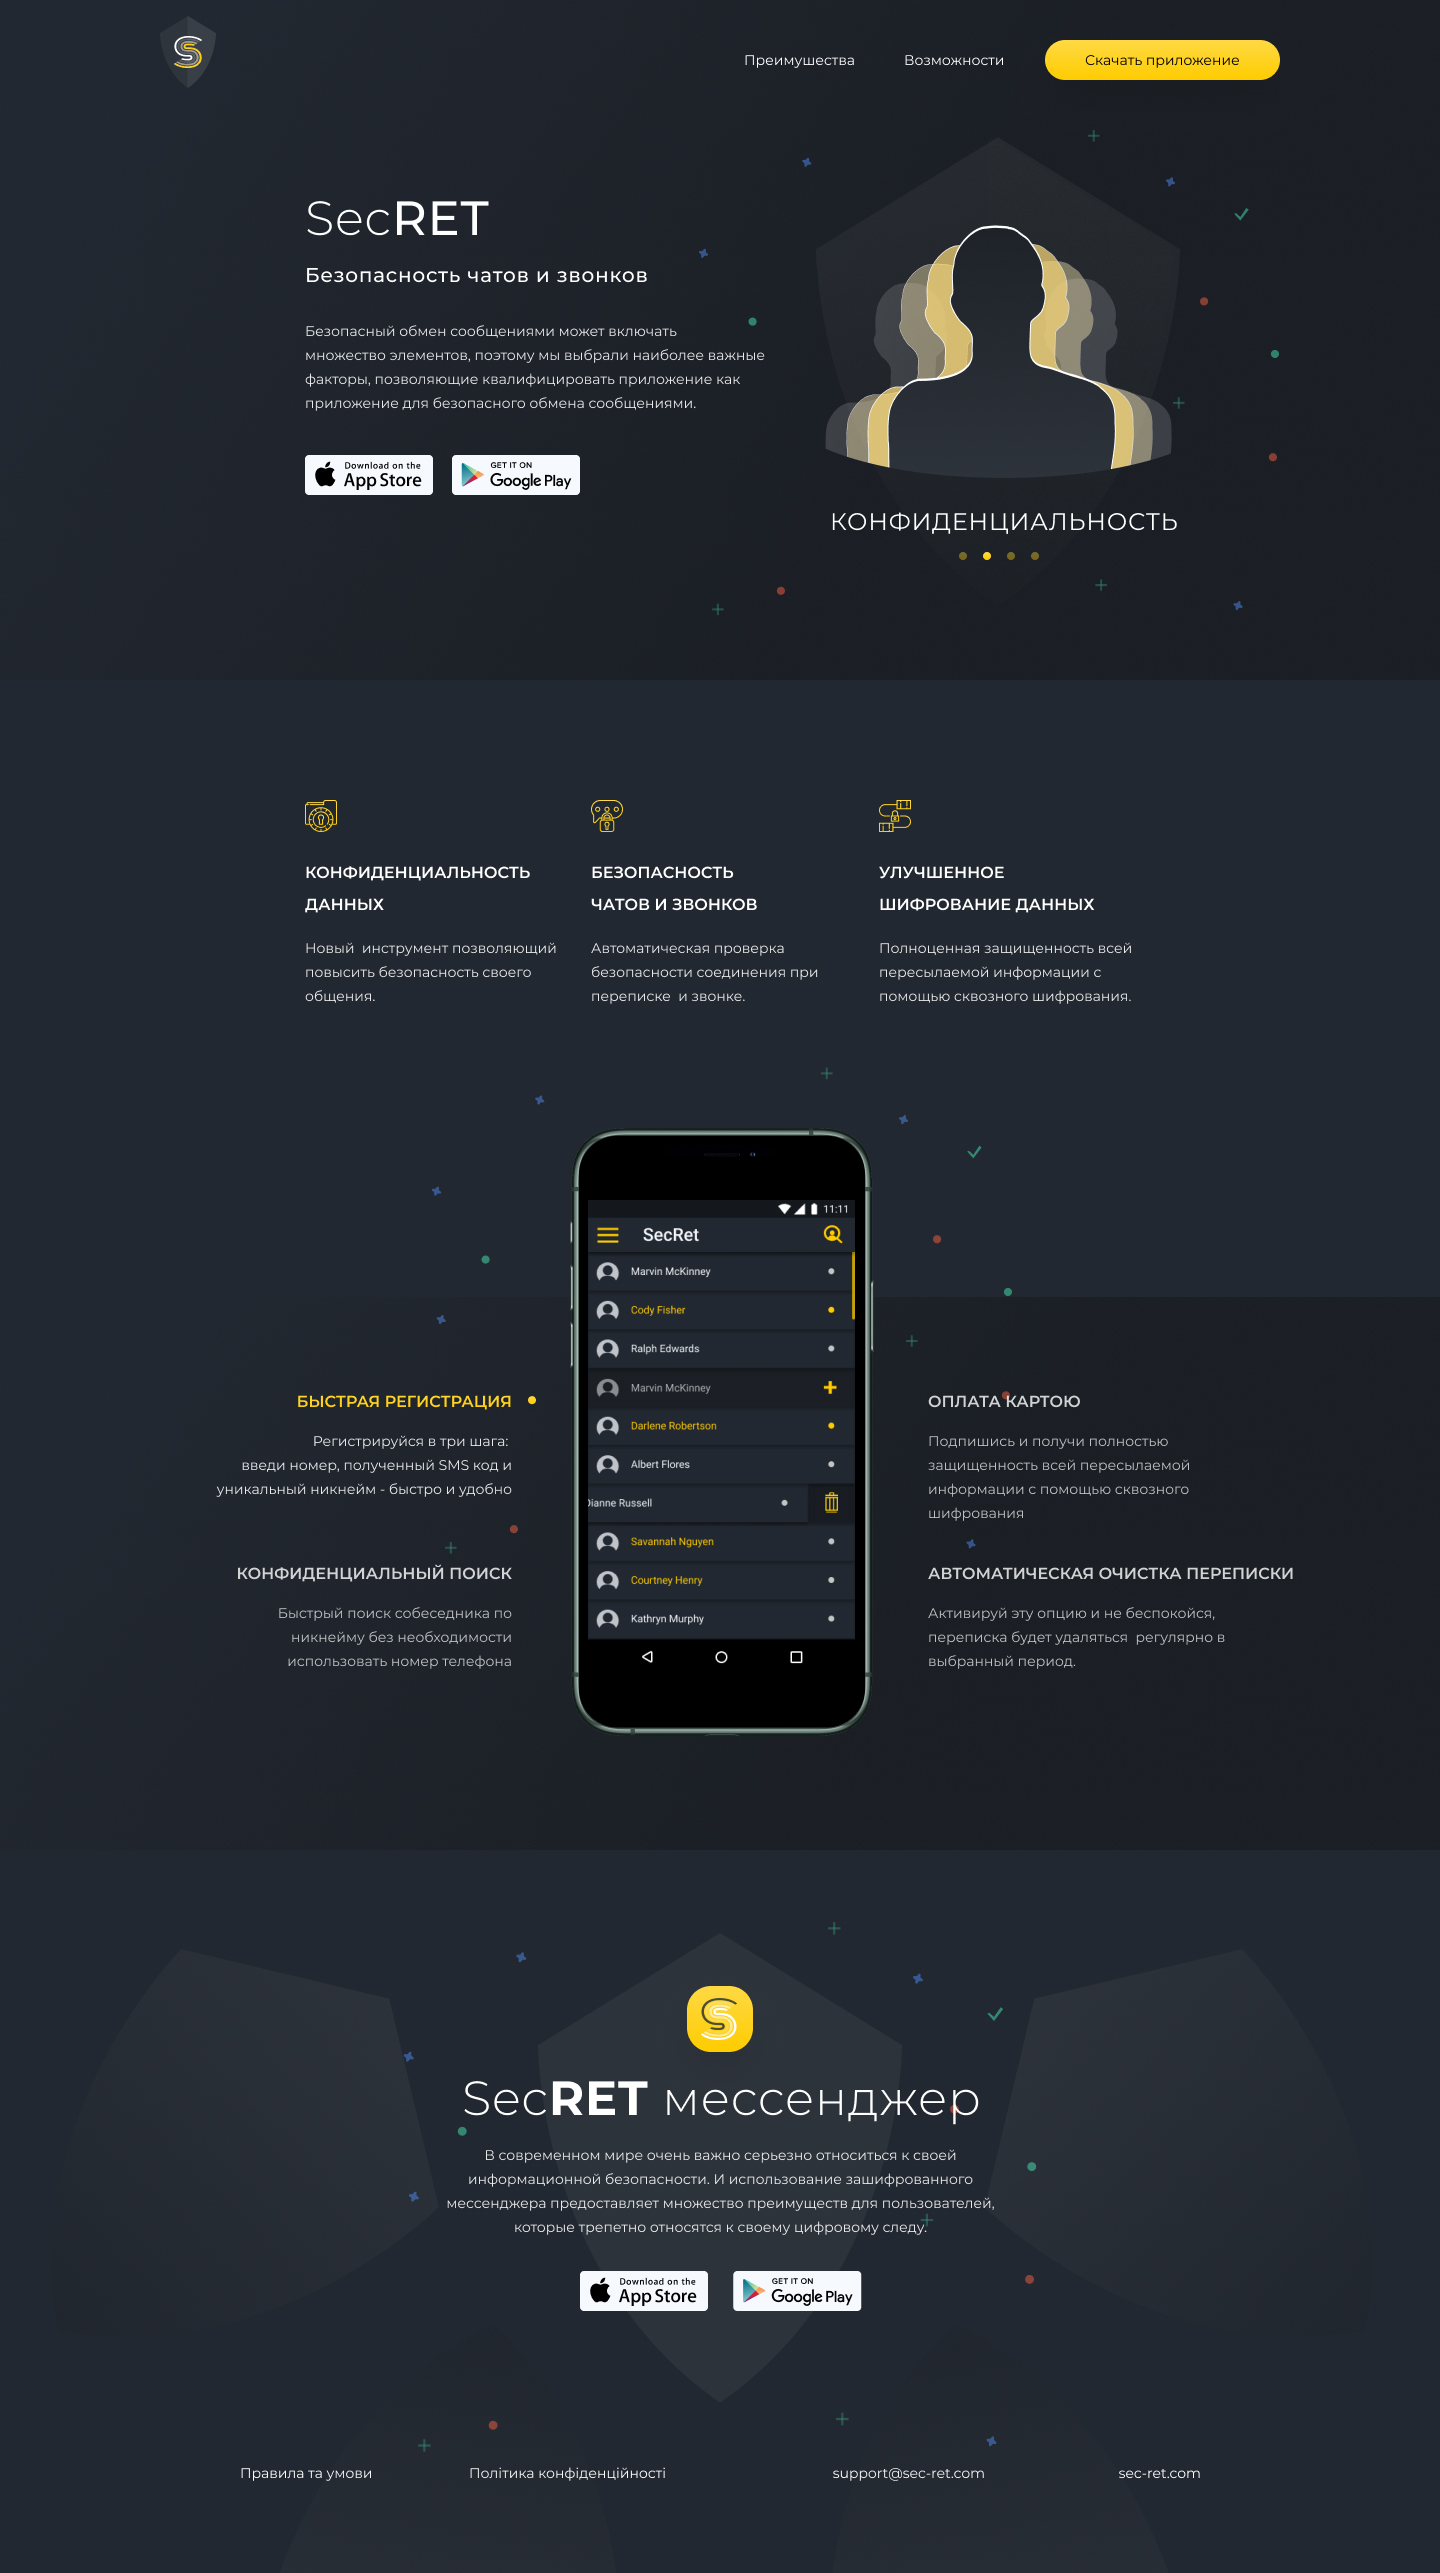 S
Преимушества
Возможности
Скачать приложение
SecRET
Безопасность чатов и звонков
Безопасный обмен сообщениями может включать
множество элементов, поэтому мы выбрали наиболее важные
факторы, позволяющие квалифицировать приложение как
приложение для безопасного обмена сообщениями.
Download on the
App Store
GET IT ON
Google Play
КОНФИДЕНЦИАЛЬНОСТЬ
КОНФИДЕНЦИАЛЬНОСТЬ
ДАННЫХ
Новый  инструмент позволяющий
повысить безопасность своего
общения.
БЕЗОПАСНОСТЬ
ЧАТОВ И ЗВОНКОВ
Автоматическая проверка
безопасности соединения при
переписке  и звонке.
УЛУЧШЕННОЕ
ШИФРОВАНИЕ ДАННЫХ
Полноценная защищенность всей
пересылаемой информации с
помощью сквозного шифрования.
БЫСТРАЯ РЕГИСТРАЦИЯ
Регистрируйся в три шага:
введи номер, полученный SMS код и
уникальный никнейм - быстро и удобно
КОНФИДЕНЦИАЛЬНЫЙ ПОИСК
Быстрый поиск собеседника по
никнейму без необходимости
использовать номер телефона
11:11
SecRet
Marvin McKinney
Cody Fisher
Ralph Edwards
Marvin McKinney
Darlene Robertson
Albert Flores
Dianne Russell
Savannah Nguyen
Courtney Henry
Kathryn Murphy
ОПЛАТА КАРТОЮ
Подпишись и получи полностью
защищенность всей пересылаемой
информации с помощью сквозного
шифрования
АВТОМАТИЧЕСКАЯ ОЧИСТКА ПЕРЕПИСКИ
Активируй эту опцию и не беспокойся,
переписка будет удаляться  регулярно в
выбранный период.
S
SecRET мессенджер
В современном мире очень важно серьезно относиться к своей
информационной безопасности. И использование зашифрованного
мессенджера предоставляет множество преимуществ для пользователей,
которые трепетно относятся к своему цифровому следу.
Download on the
App Store
GET IT ON
Google Play
Правила та умови
Політика конфіденційності
support@sec-ret.com
sec-ret.com